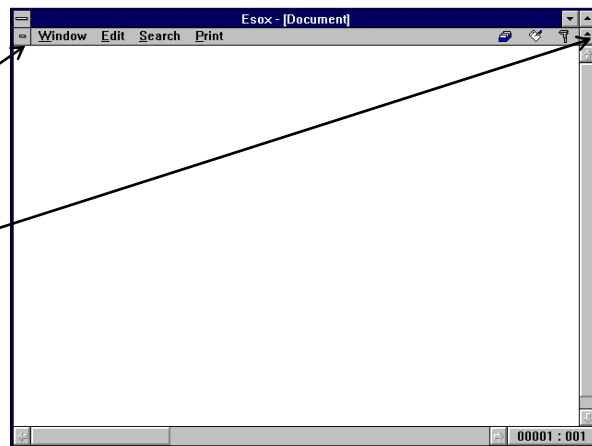 Esox - [Document]
Window Edit Search Print
00001 : 001